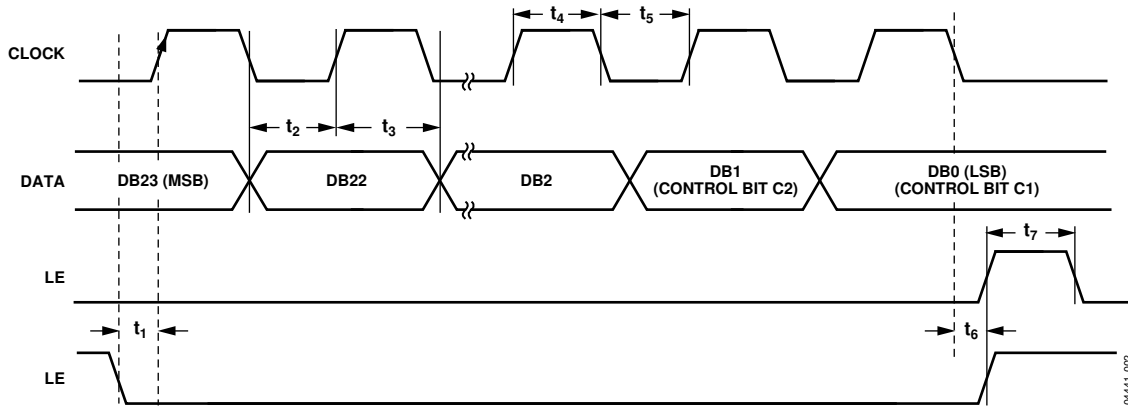 t4
t5
CLOCK
t2
t3
DATA
DB23 (MSB)
DB22
DB2
DB1
(CONTROL BIT C2)
DB0 (LSB)
(CONTROL BIT C1)
t7
LE
t1
t6
LE